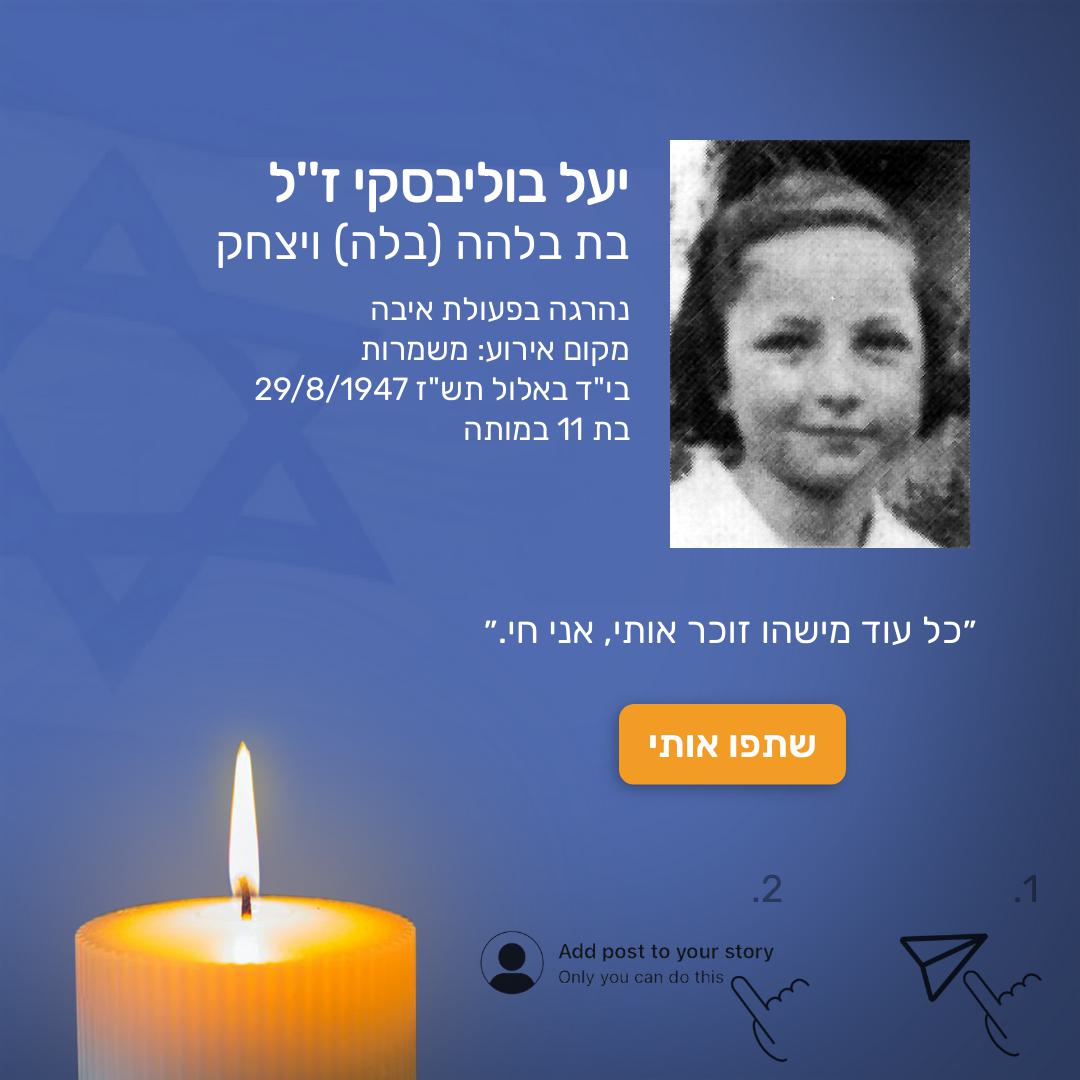 יעל בוליבסקי ז"ל
בת בלהה (בלה) ויצחק
נהרגה בפעולת איבה
מקום אירוע: משמרות
בי"ד באלול תש"ז 29/8/1947
בת 11 במותה
״כל עוד מישהו זוכר אותי, אני חי.״
שתפו אותי
.1
.2
Add post to your story
Only you can do this